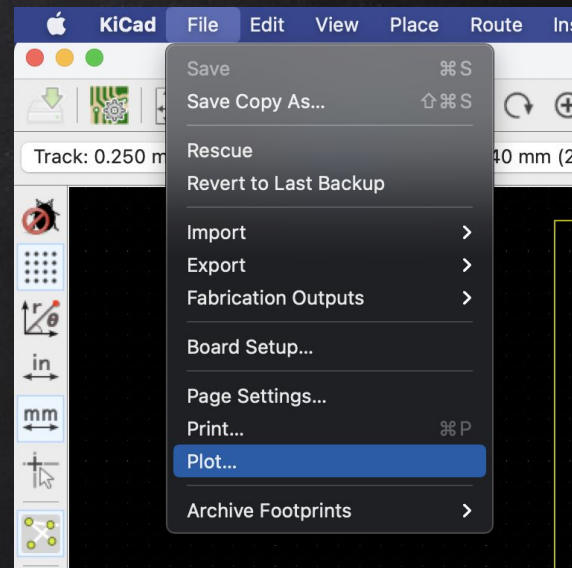 KiCad File Edit View Place Route
Save ⌘S
Save Copy As... ⇧⌘S
Track: 0.250 40 mm
Rescue
Revert to Last Backup
Import
Export
Fabrication Outputs
Board Setup...
Page Settings...
Print... ⌘P
Plot...
Archive Footprints
r
θ
in
mm